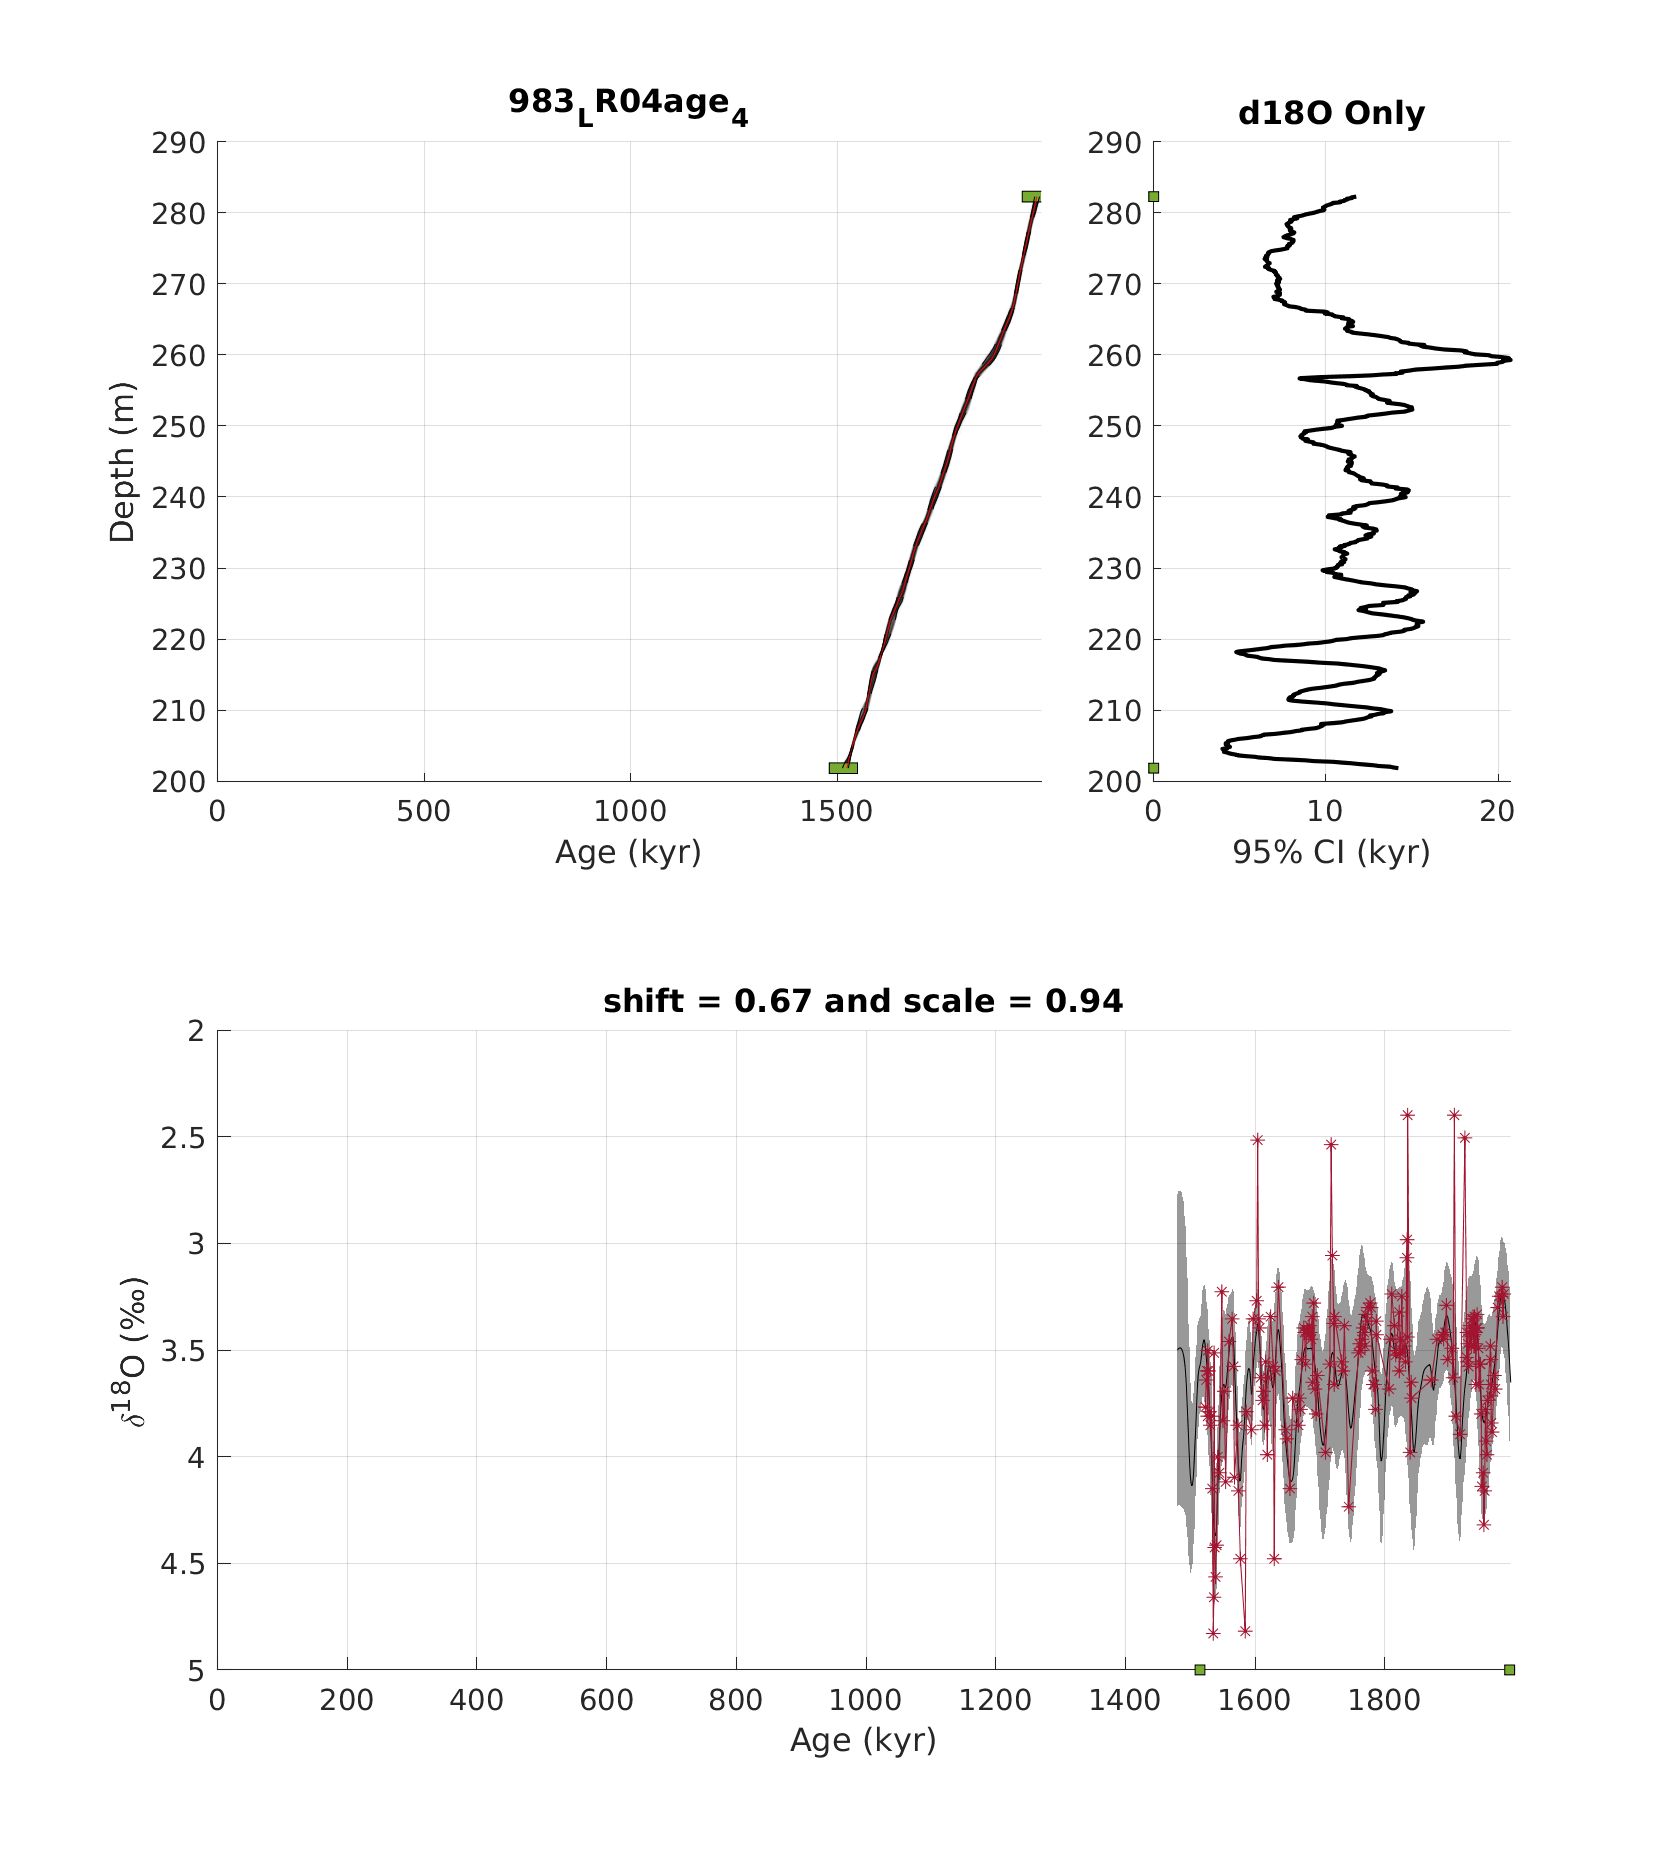 983LR04age4
d18O Only
290
280
270
260
250
240
230
220
210
200
Depth (m)
0 500 1000 1500
Age (kyr)
290
280
270
260
250
240
230
220
210
200
0 10 20
95% CI (kyr)
shift = 0.67 and scale = 0.94
2
2.5
3
3.5
4
4.5
5
δ18O (‰)
0 200 400 600 800 1000 1200 1400 1600 1800
Age (kyr)